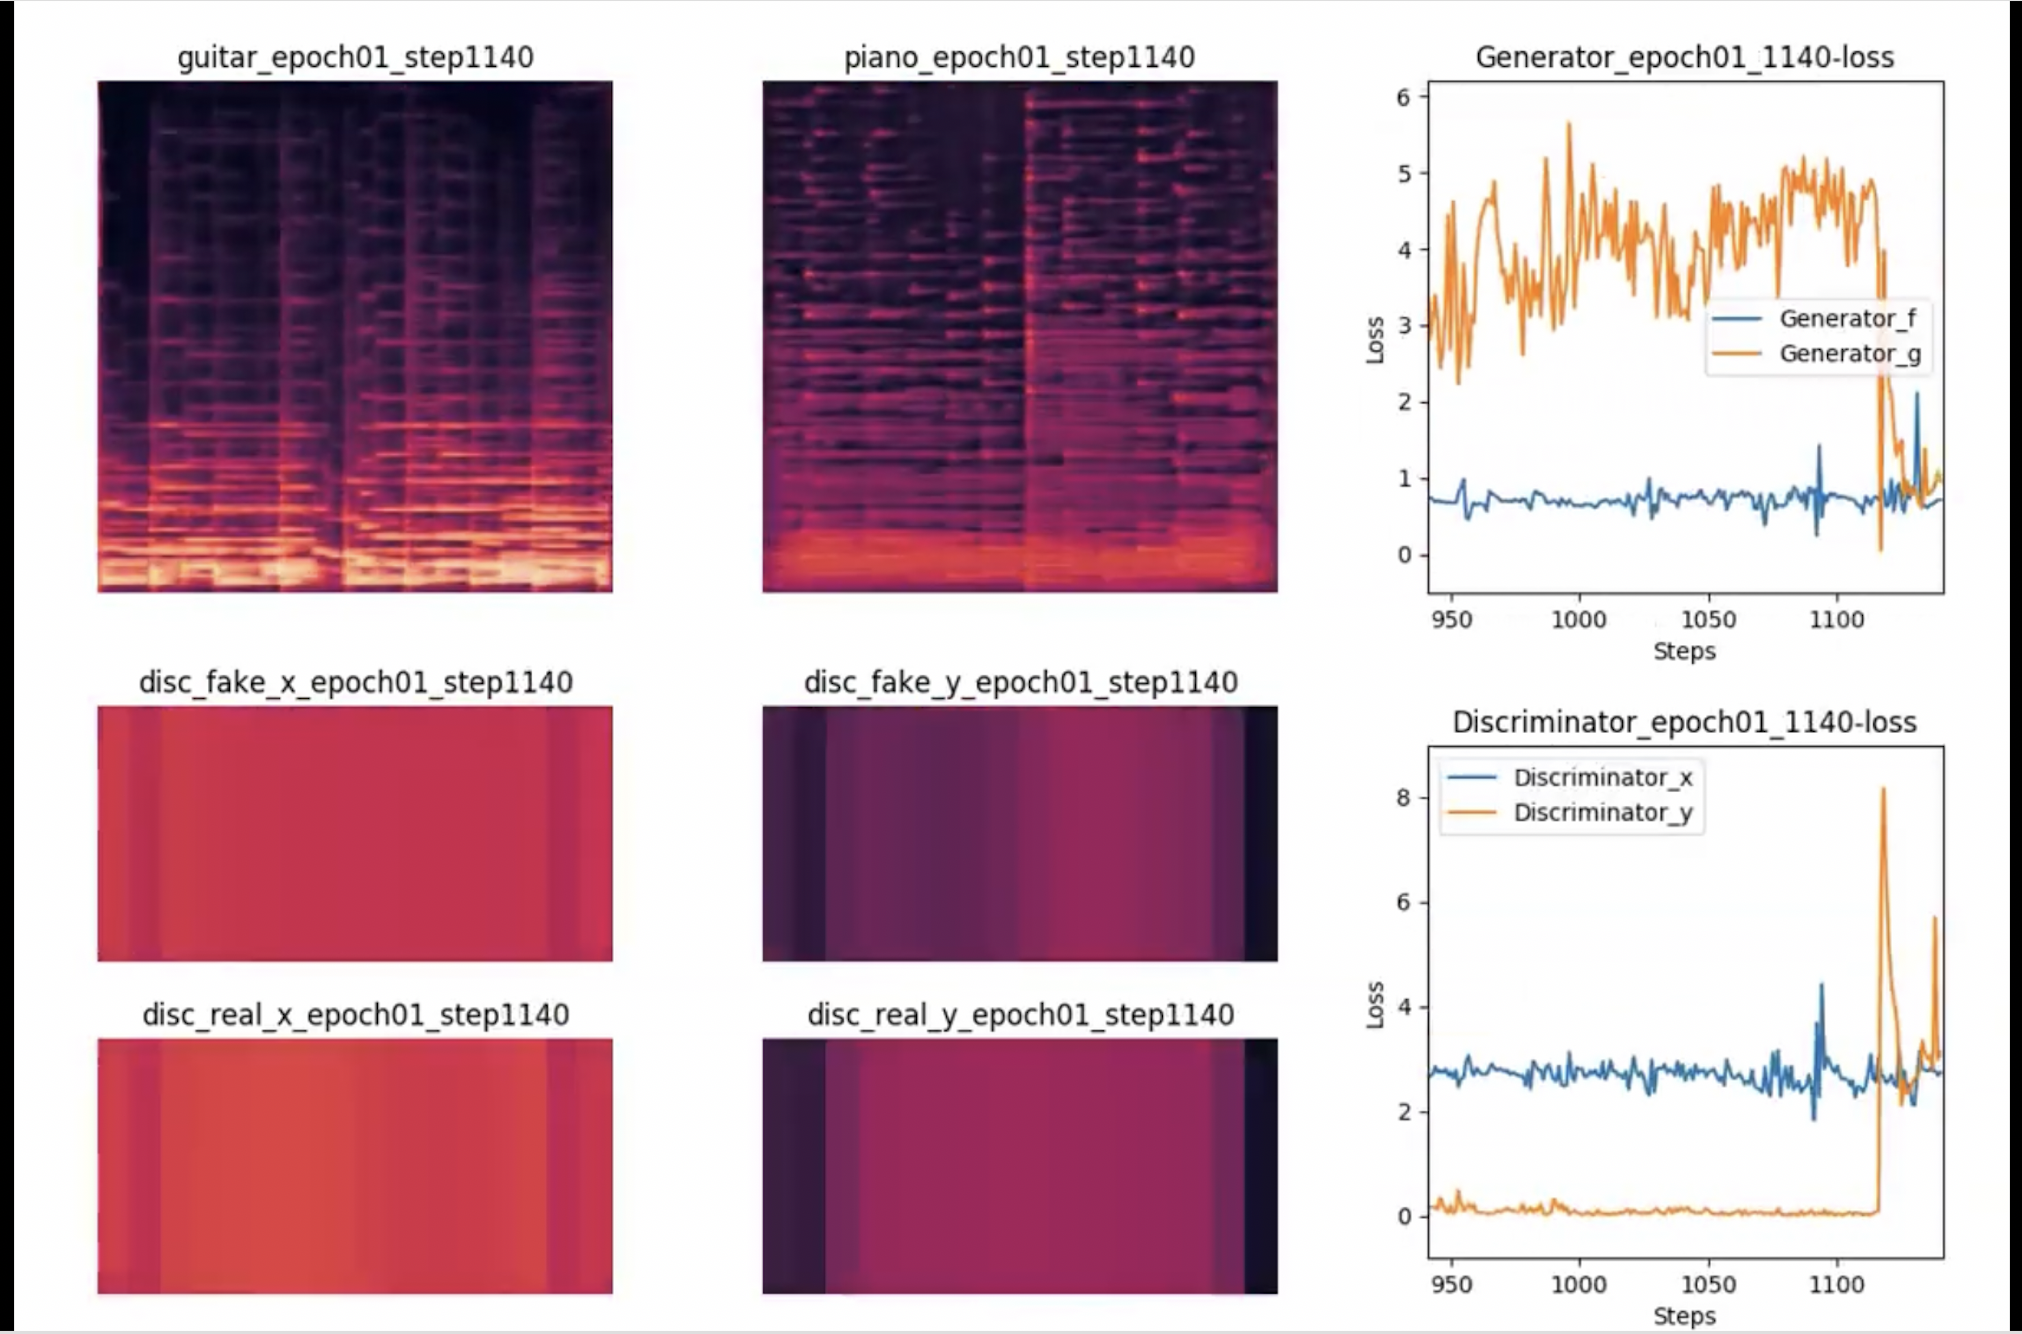 guitar_epoch01_step1140
piano_epoch01_step1140
Generator_epoch01_1140-loss
6
5
4
3
2
1
0
Loss
Generator_f
Generator_g
950 1000 1050 1100
Steps
disc_fake_x_epoch01_step1140
disc_fake_y_epoch01_step1140
disc_real_x_epoch01_step1140
disc_real_y_epoch01_step1140
Discriminator_epoch01_1140-loss
Discriminator_x
Discriminator_y
8
6
4
2
0
Loss
950 1000 1050 1100
Steps